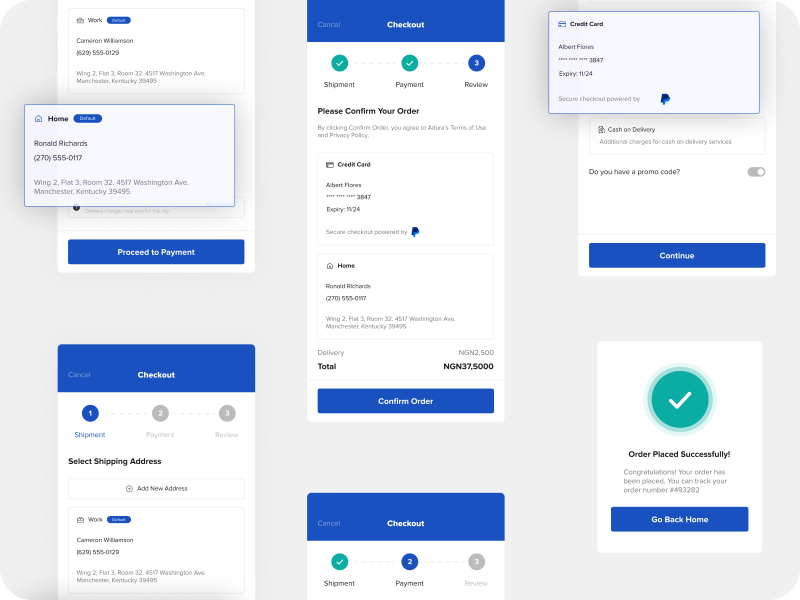 Work
Default
Cameron Williamson
(629) 555-0129
Wing 2, Flat 3, Room 32. 4517 Washington Ave.
Manchester, Kentucky 39495
Home
Default
Ronald Richards
(270) 555-0117
Wing 2, Flat 3, Room 32. 4517 Washington Ave.
Manchester, Kentucky 39495
Delivery charges may vary for the city
Proceed to Payment
Cancel
Checkout
1
2
3
Shipment
Payment
Review
Select Shipping Address
Add New Address
Work
Default
Cameron Williamson
(629) 555-0129
Wing 2, Flat 3, Room 32. 4517 Washington Ave.
Manchester, Kentucky 39495
Cancel
Checkout
3
Shipment
Payment
Review
Please Confirm Your Order
By clicking Confirm Order, you agree to Adura's Terms of Use
and Privacy Policy.
Credit Card
Albert Flores
**** **** **** 3847
Expiry: 11/24
Secure checkout powered by
Home
Ronald Richards
(270) 555-0117
Wing 2, Flat 3, Room 32. 4517 Washington Ave.
Manchester, Kentucky 39495
Delivery
NGN2,500
Total
NGN37,5000
Confirm Order
Cancel
Checkout
2
3
Shipment
Payment
Review
Credit Card
Albert Flores
**** **** **** 3847
Expiry: 11/24
Secure checkout powered by
Cash on Delivery
Additional charges for cash on delivery services
Do you have a promo code?
Continue
Order Placed Successfully!
Congratulations! Your order has
been placed. You can track your
order number #493282
Go Back Home